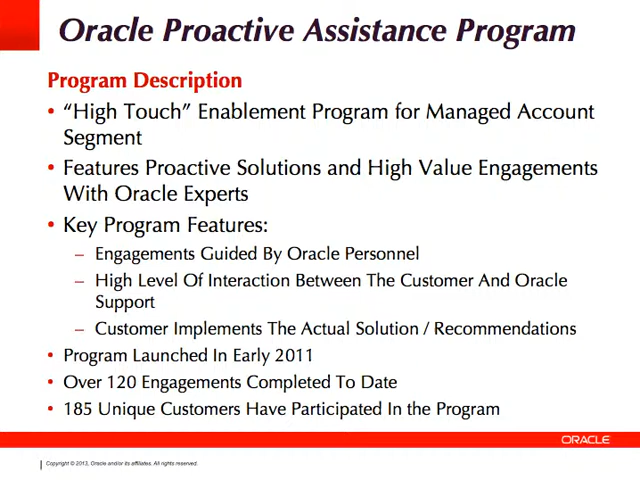 Oracle Proactive Assistance Program
Program Description
• “High Touch” Enablement Program for Managed Account
Segment
• Features Proactive Solutions and High Value Engagements
With Oracle Experts
• Key Program Features:
– Engagements Guided By Oracle Personnel
– High Level Of Interaction Between The Customer And Oracle
Support
– Customer Implements The Actual Solution / Recommendations
• Program Launched In Early 2011
• Over 120 Engagements Completed To Date
• 185 Unique Customers Have Participated In the Program
ORACLE
Copyright © 2013, Oracle and/or its affiliates. All rights reserved.